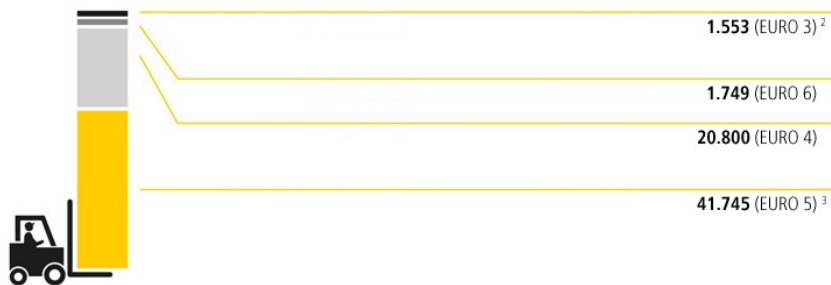 1.553 (EURO 3) ²
1.749 (EURO 6)
20.800 (EURO 4)
41.745 (EURO 5) ³